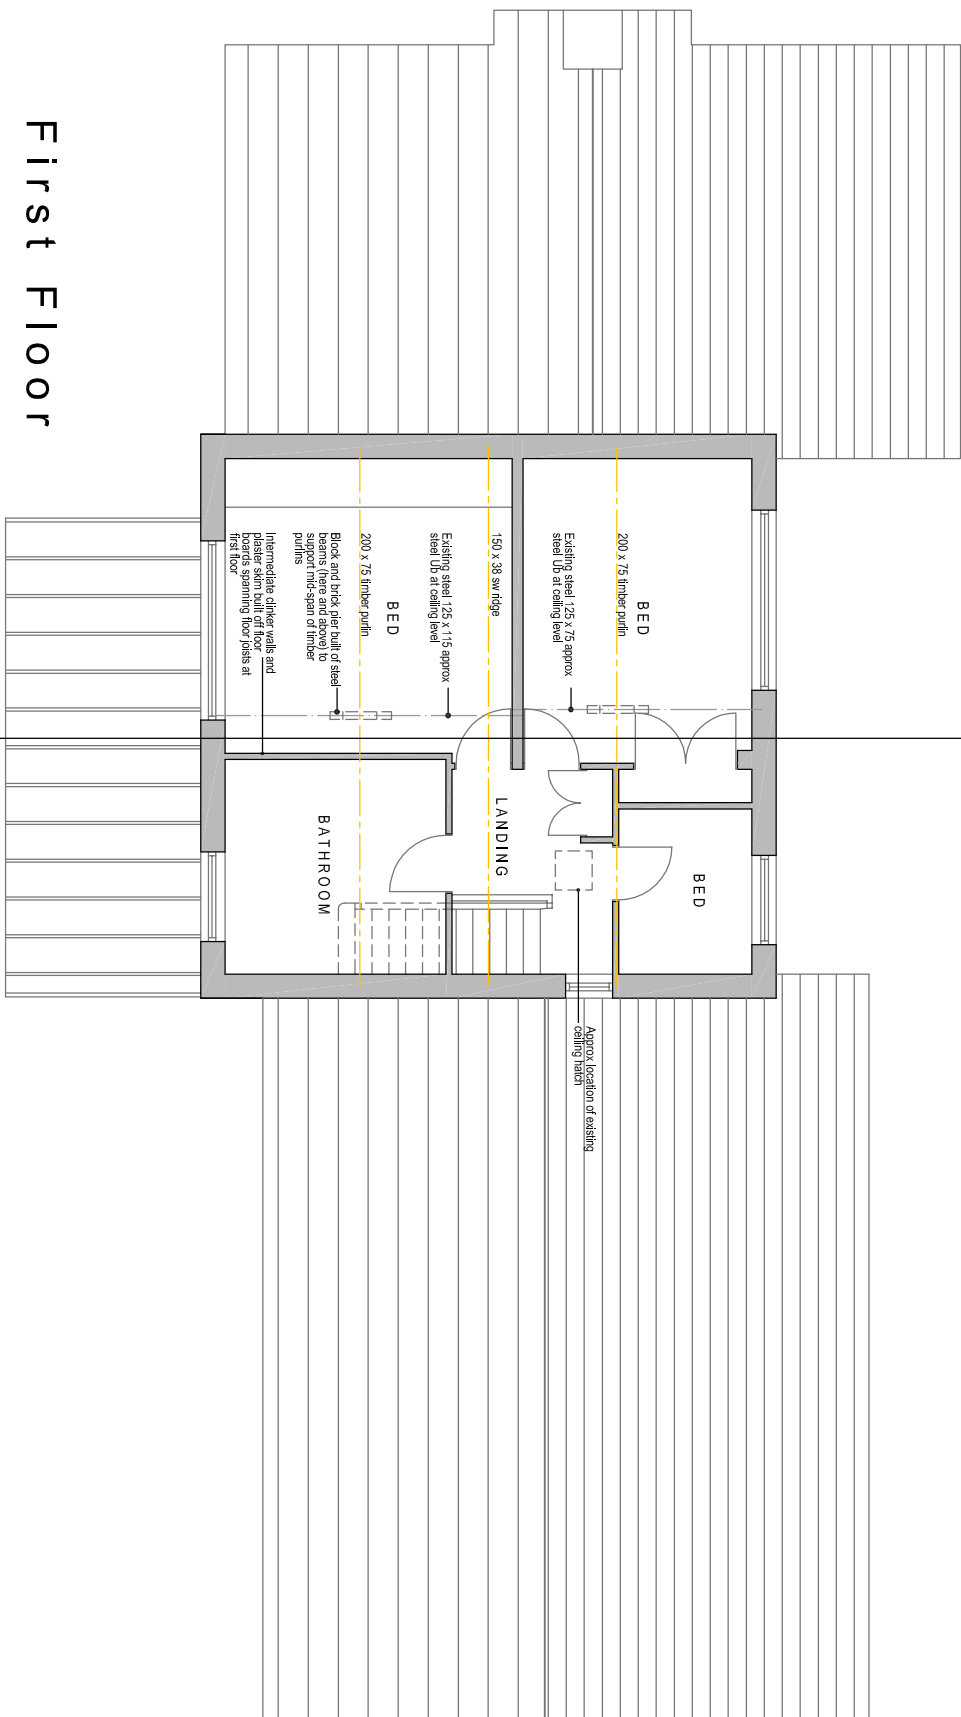 First Floor
BED
200 x 75 timber purlin
Existing steel 125 x 75 approx
steel Ub at ceiling level
150 x 38 sw ridge
Existing steel 125 x 115 approx
steel Ub at ceiling level
BED
200 x 75 timber purlin
Block and brick pier built of steel
beams (here and above) to
support mid-span of timber
purlins
Intermediate clinker walls and
plaster skim built off floor
boards spanning floor joists at
first floor
BED
LANDING
BATHROOM
Approx location of existing
ceiling hatch